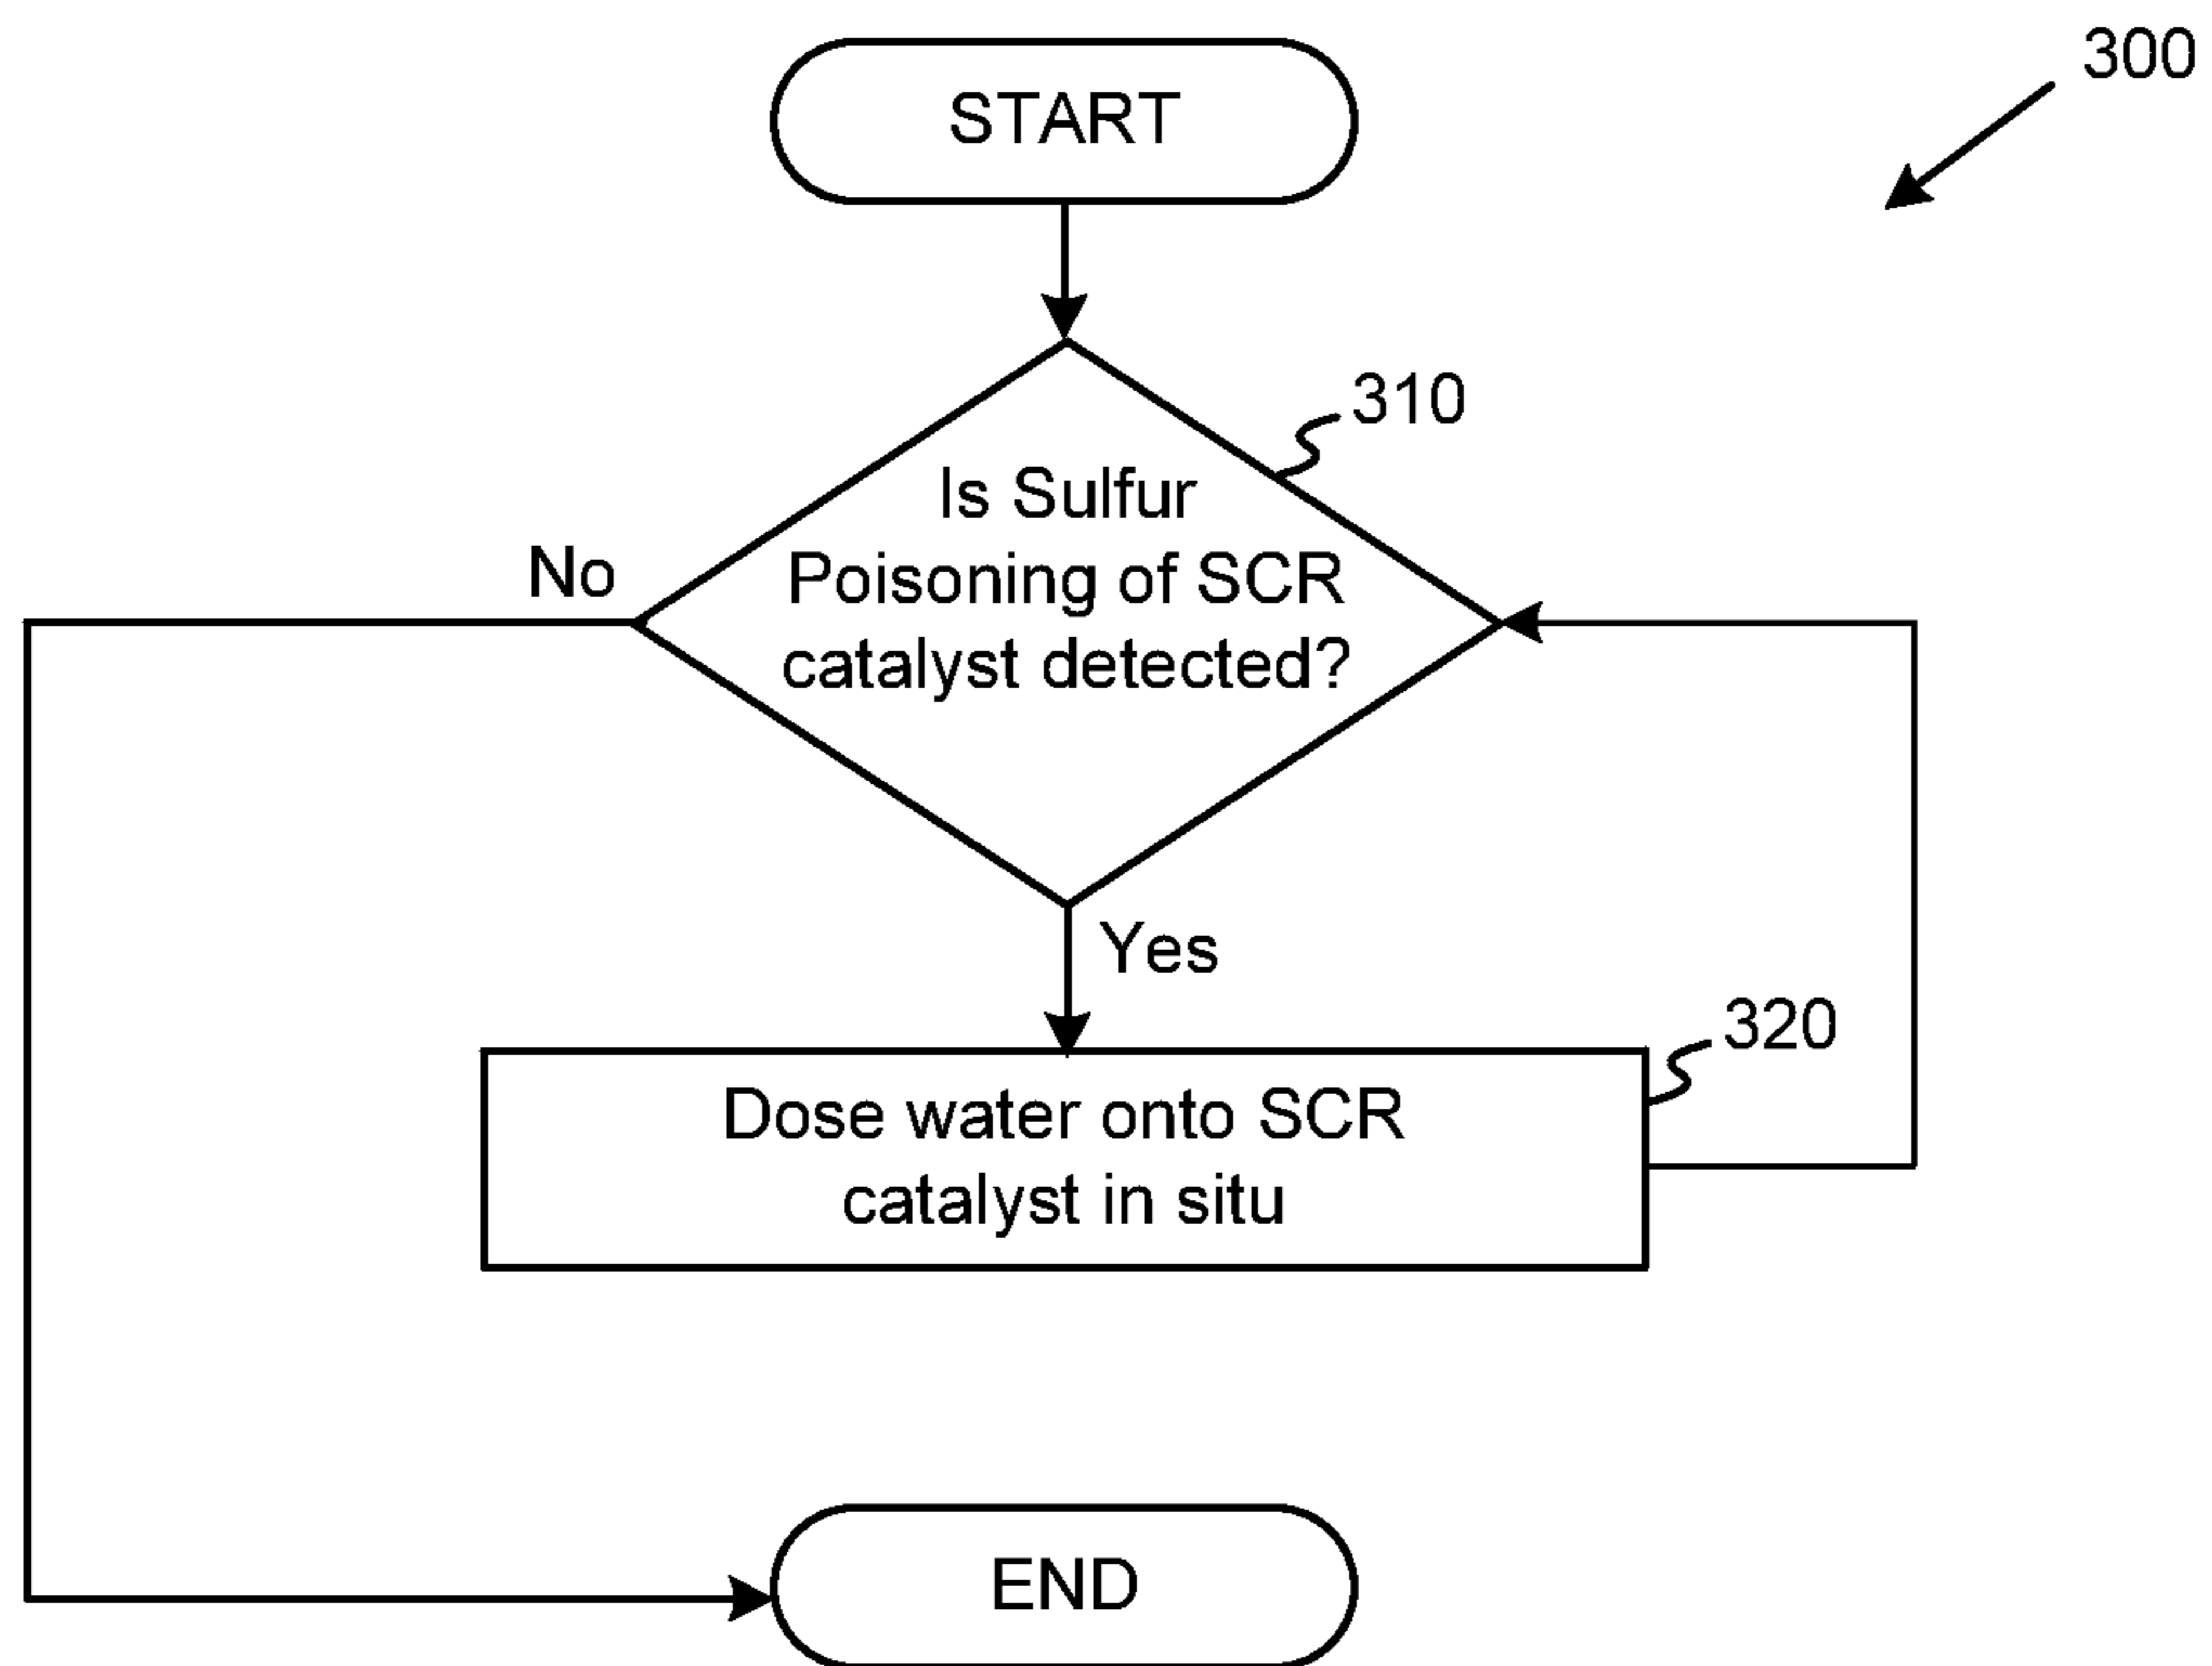 300
START
310
Is Sulfur
Poisoning of SCR
catalyst detected?
No
Yes
320
Dose water onto SCR
catalyst in situ
END